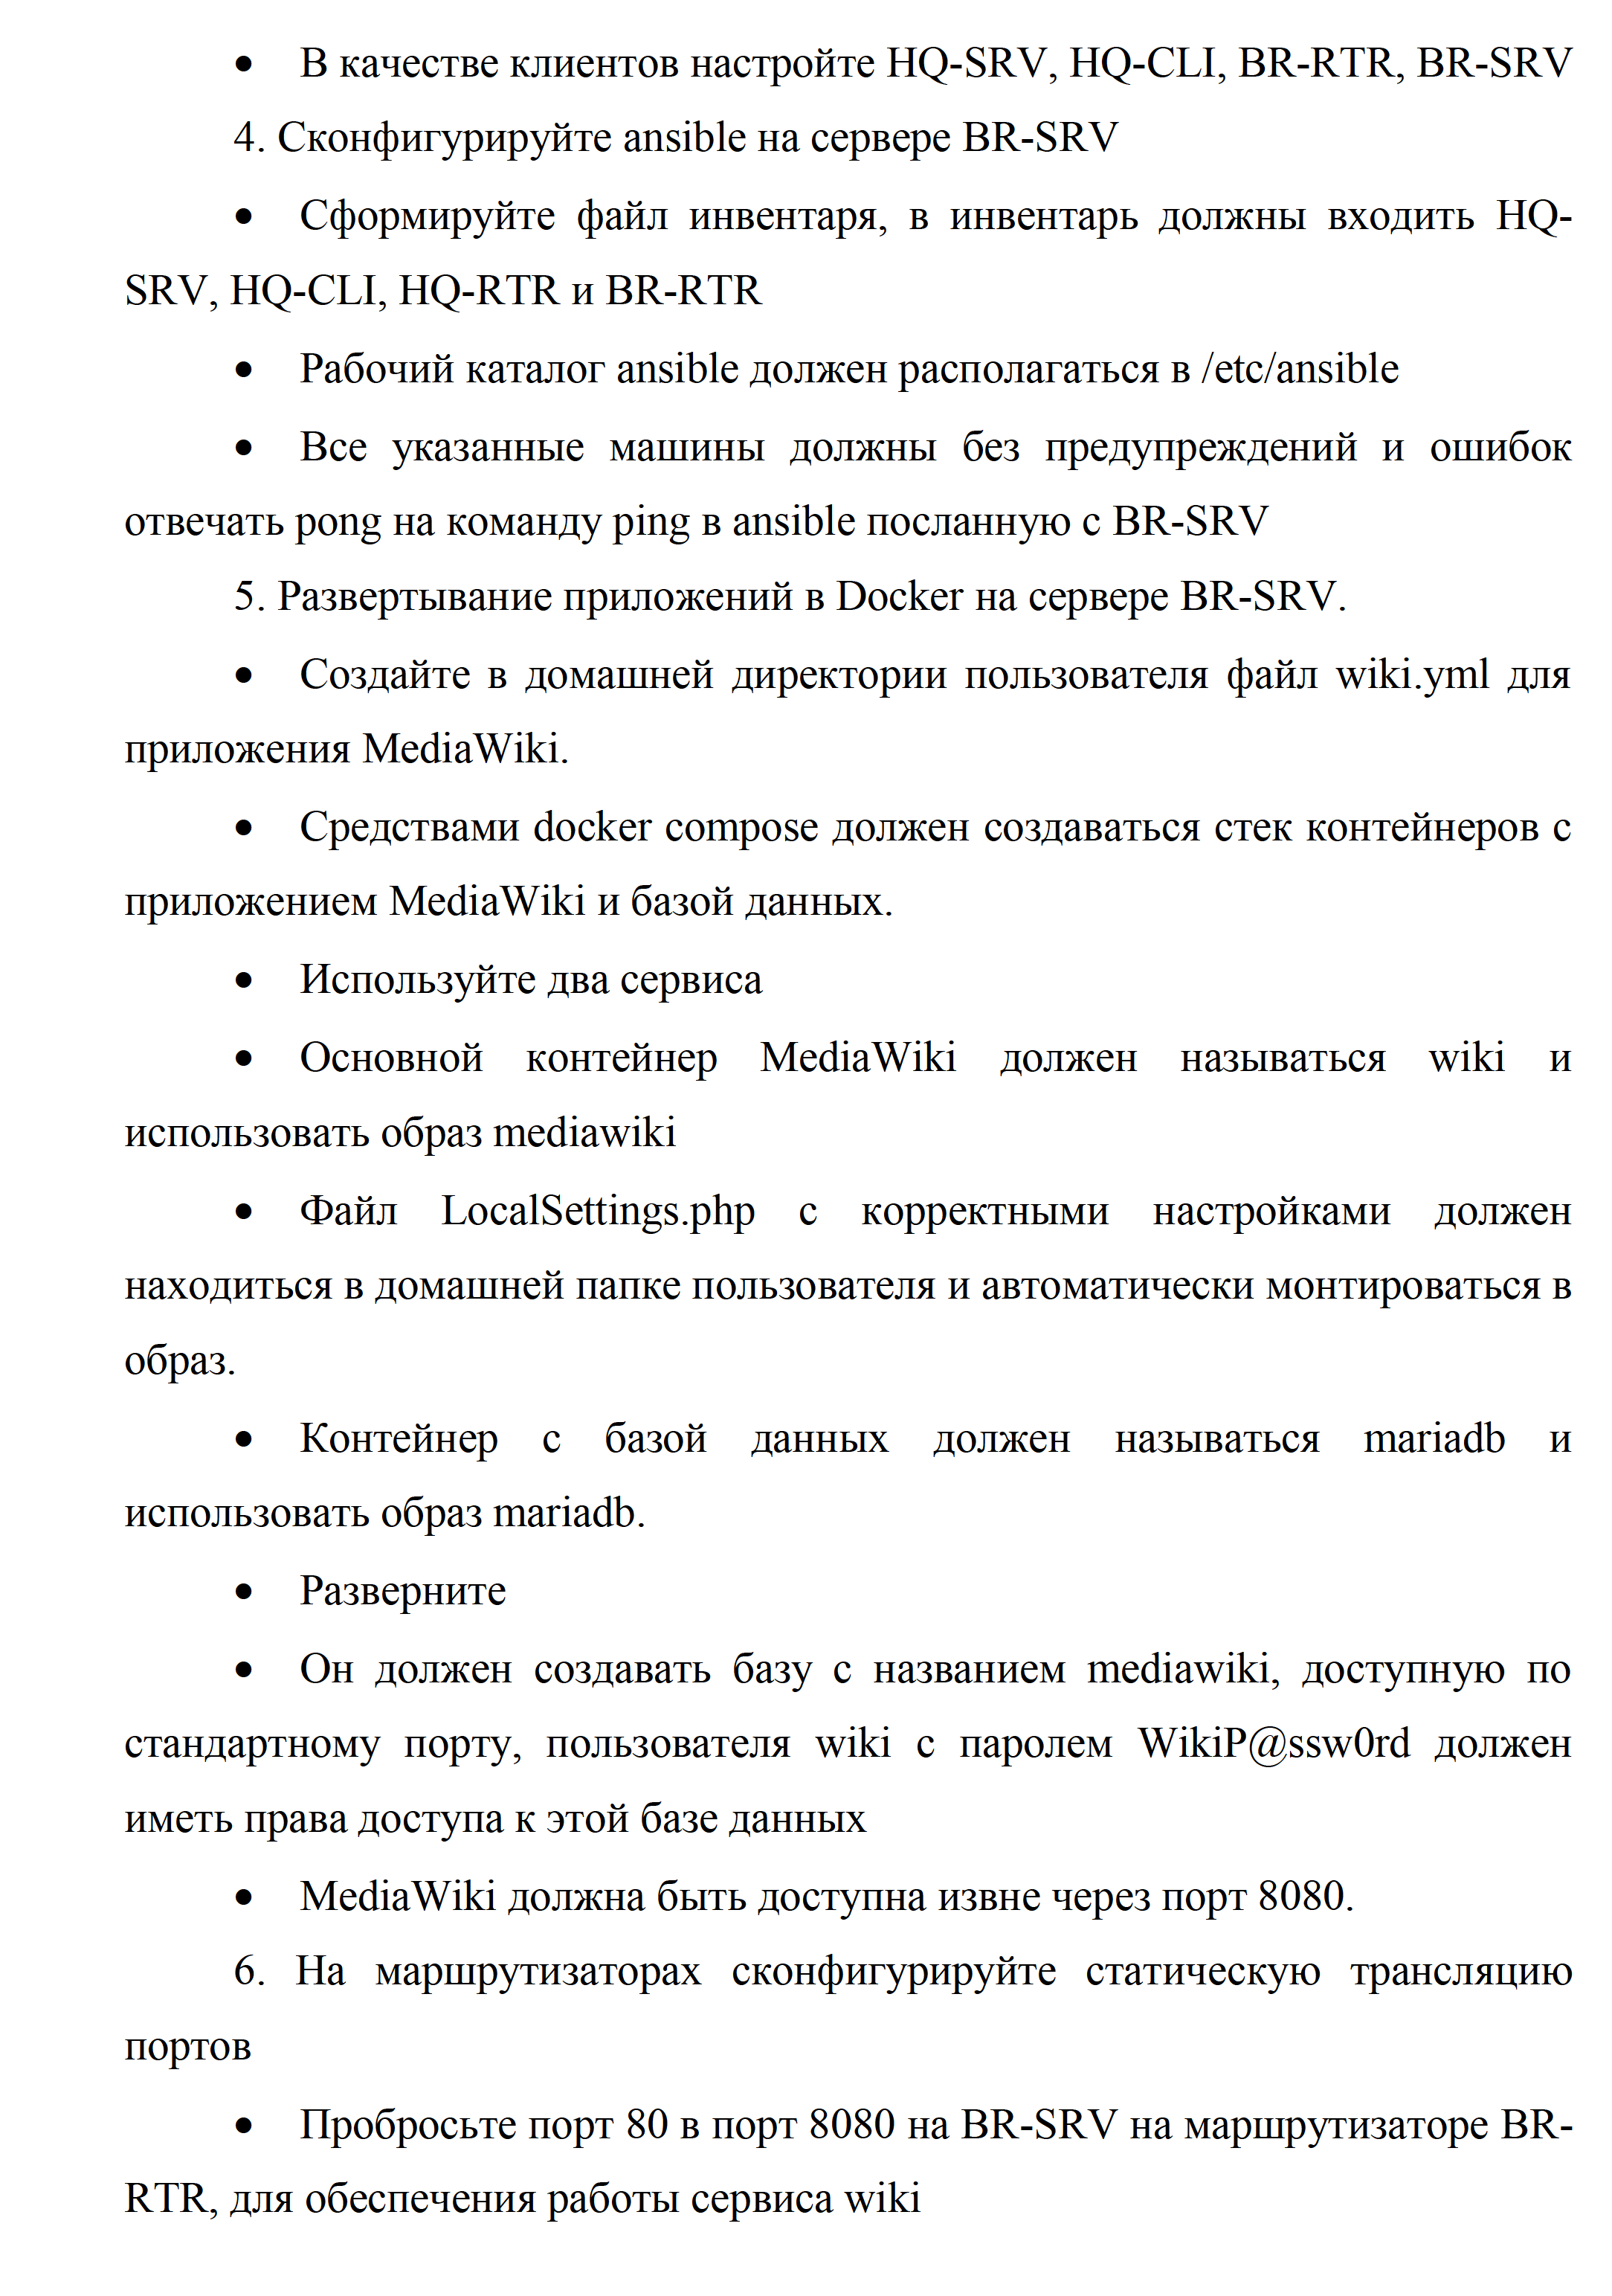 • В качестве клиентов настройте HQ-SRV, HQ-CLI, BR-RTR, BR-SRV
4. Сконфигурируйте ansible на сервере BR-SRV
• Сформируйте файл инвентаря, в инвентарь должны входить HQ-
SRV, HQ-CLI, HQ-RTR и BR-RTR
• Рабочий каталог ansible должен располагаться в /etc/ansible
• Все указанные машины должны без предупреждений и ошибок
отвечать pong на команду ping в ansible посланную с BR-SRV
5. Развертывание приложений в Docker на сервере BR-SRV.
• Создайте в домашней директории пользователя файл wiki.yml для
приложения MediaWiki.
• Средствами docker compose должен создаваться стек контейнеров с
приложением MediaWiki и базой данных.
• Используйте два сервиса
• Основной контейнер MediaWiki должен называться wiki и
использовать образ mediawiki
• Файл LocalSettings.php с корректными настройками должен
находиться в домашней папке пользователя и автоматически монтироваться в
образ.
• Контейнер с базой данных должен называться mariadb и
использовать образ mariadb.
• Разверните
• Он должен создавать базу с названием mediawiki, доступную по
стандартному порту, пользователя wiki с паролем WikiP@ssw0rd должен
иметь права доступа к этой базе данных
• MediaWiki должна быть доступна извне через порт 8080.
6. На маршрутизаторах сконфигурируйте статическую трансляцию
портов
• Пробросьте порт 80 в порт 8080 на BR-SRV на маршрутизаторе BR-
RTR, для обеспечения работы сервиса wiki